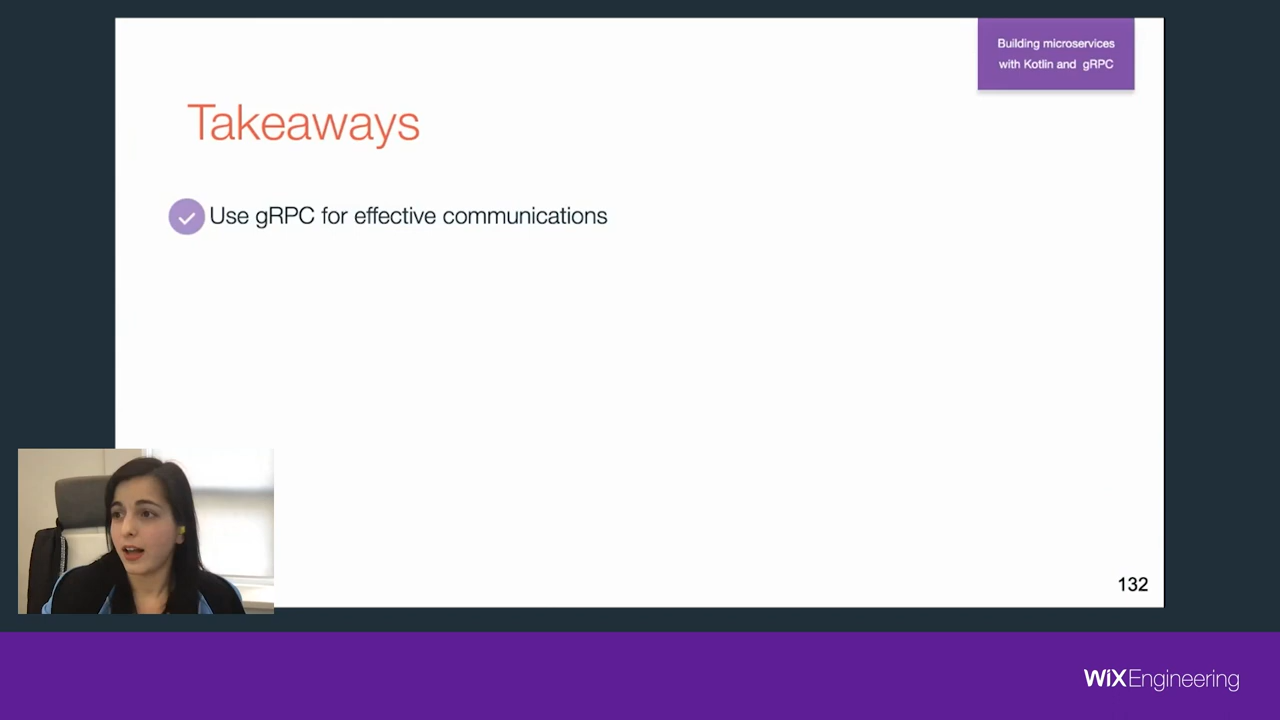 Building microservices
with Kotlin and gRPC
Takeaways
Use gRPC for effective communications
132
WiXEngineering